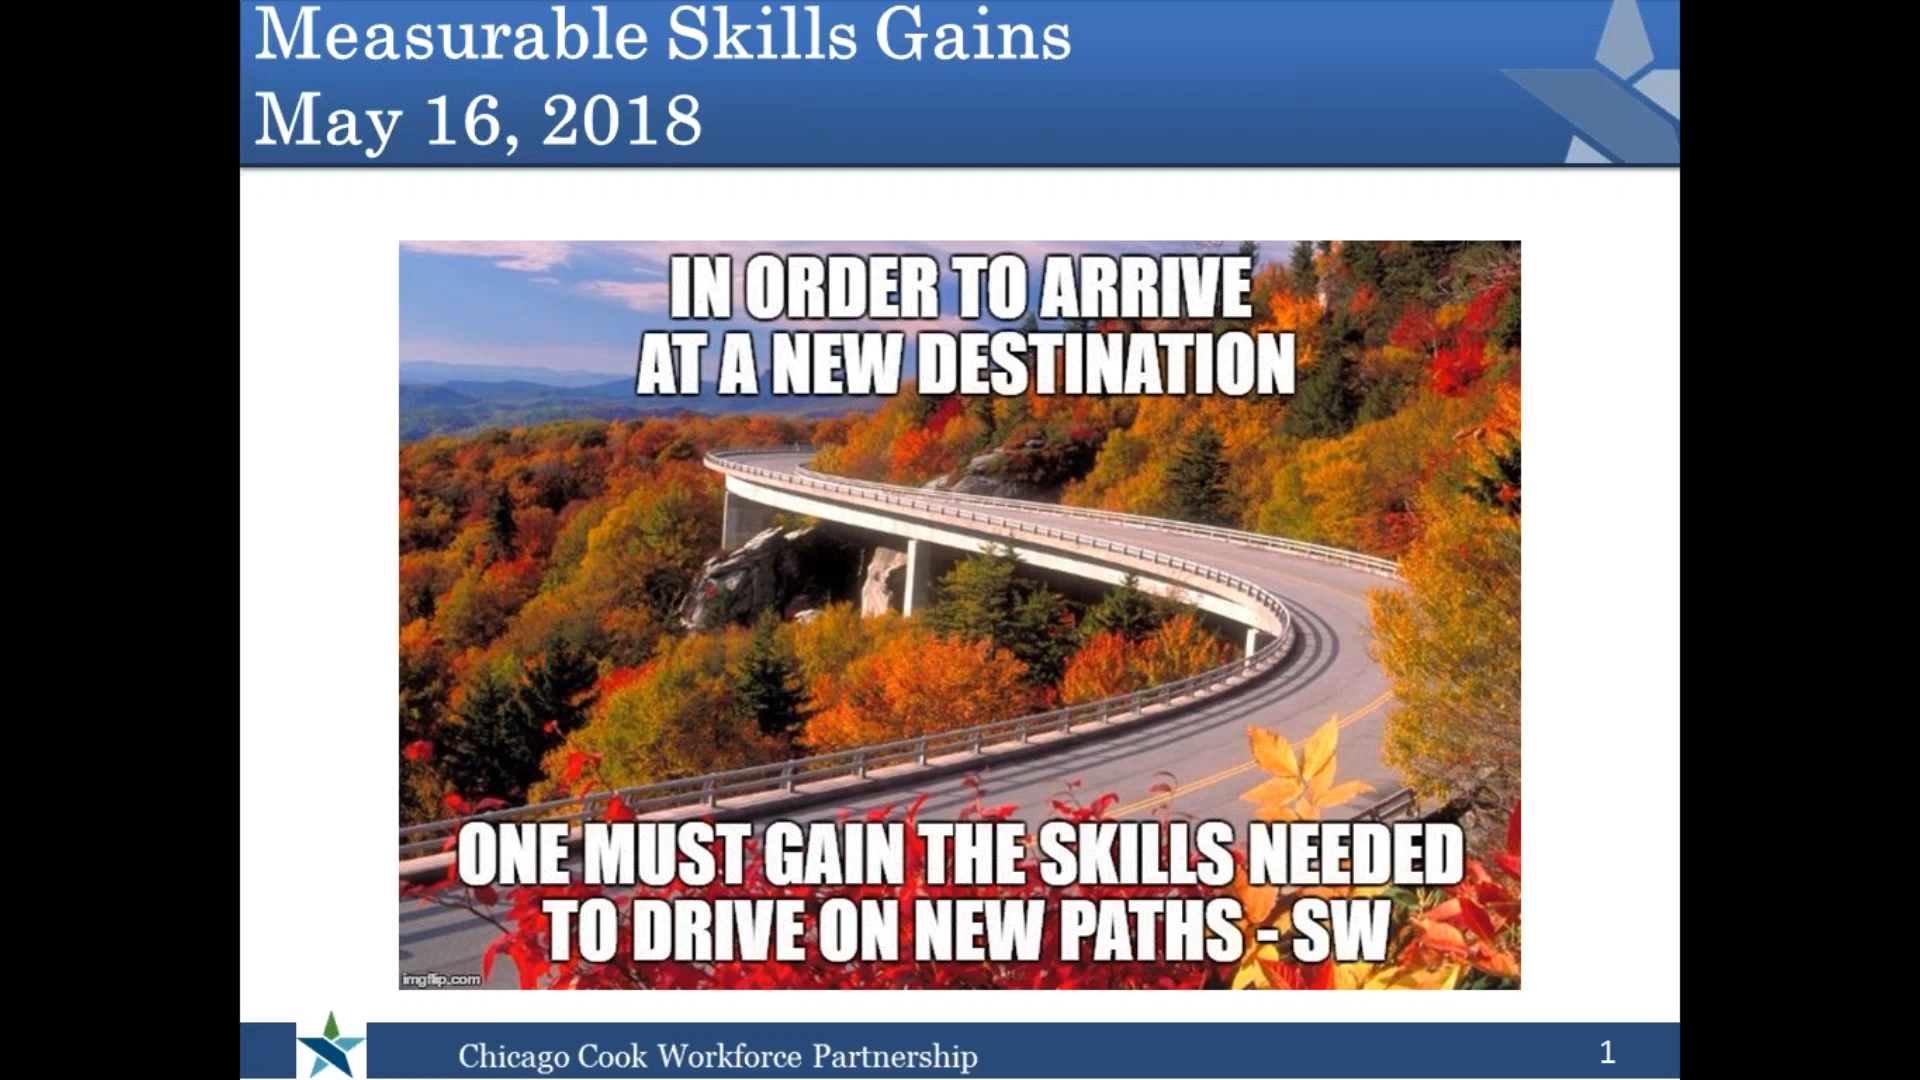 Measurable Skills Gains
May 16, 2018
IN ORDER TO ARRIVE
AT A NEW DESTINATION
ONE MUST GAIN THE SKILLS NEEDED
TO DRIVE ON NEW PATHS - SW
imgflip.com
Chicago Cook Workforce Partnership
1